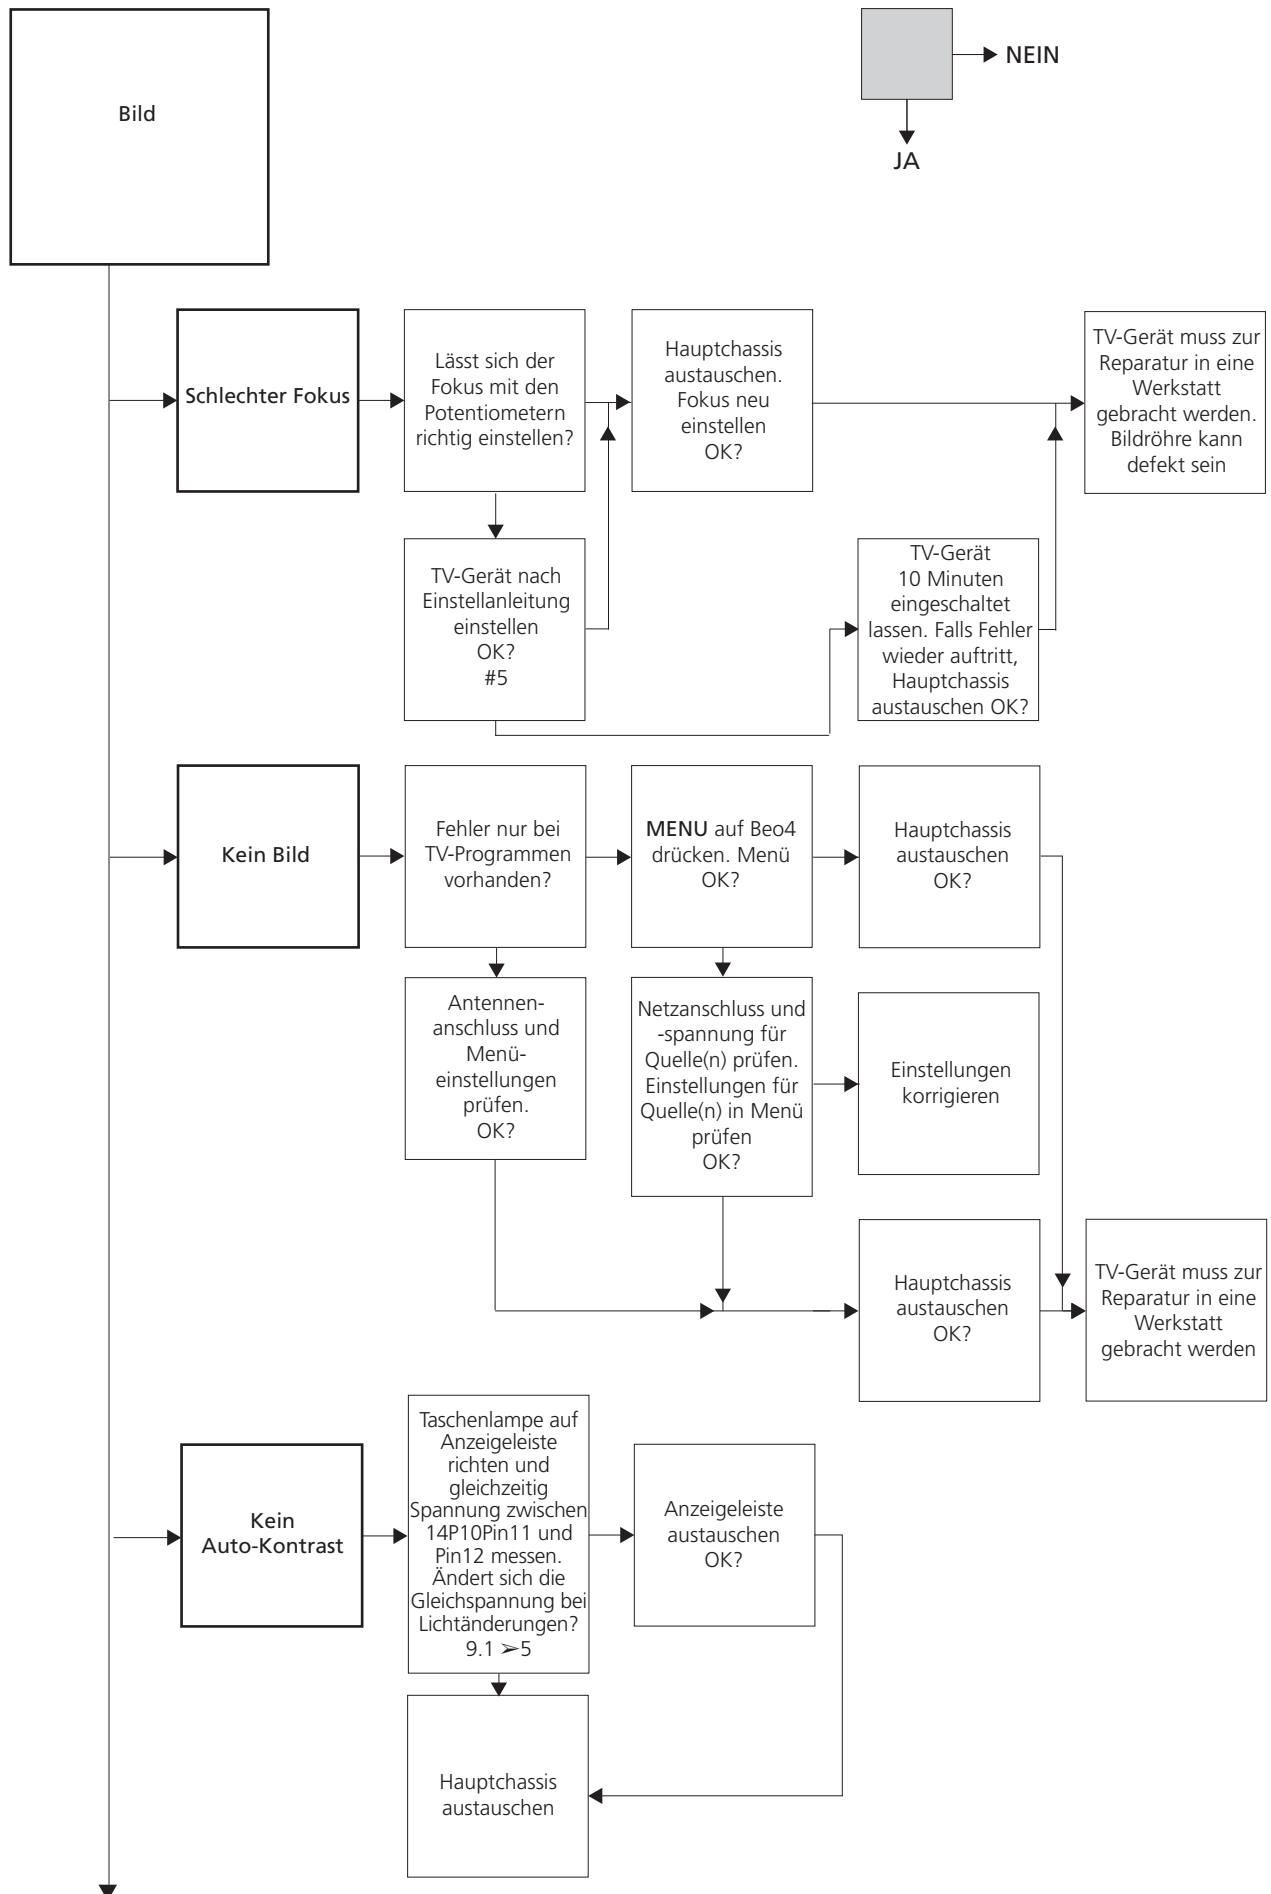 Bild
NEIN
JA
Schlechter Fokus
Lässt sich der
Fokus mit den
Potentiometern
richtig einstellen?
Hauptchassis
austauschen.
Fokus neu
einstellen
OK?
TV-Gerät muss zur
Reparatur in eine
Werkstatt
gebracht werden.
Bildröhre kann
defekt sein
TV-Gerät nach
Einstellanleitung
einstellen
OK?
#5
TV-Gerät
10 Minuten
eingeschaltet
lassen. Falls Fehler
wieder auftritt,
Hauptchassis
austauschen OK?
Kein Bild
Fehler nur bei
TV-Programmen
vorhanden?
MENU auf Beo4
drücken. Menü
OK?
Hauptchassis
austauschen
OK?
Antennen-
anschluss und
Menü-
einstellungen
prüfen.
OK?
Netzanschluss und
-spannung für
Quelle(n) prüfen.
Einstellungen für
Quelle(n) in Menü
prüfen
OK?
Einstellungen
korrigieren
Hauptchassis
austauschen
OK?
TV-Gerät muss zur
Reparatur in eine
Werkstatt
gebracht werden
Kein
Auto-Kontrast
Taschenlampe auf
Anzeigeleiste
richten und
gleichzeitig
Spannung zwischen
14P10Pin11 und
Pin12 messen.
Ändert sich die
Gleichspannung bei
Lichtänderungen?
9.1 ➢5
Anzeigeleiste
austauschen
OK?
Hauptchassis
austauschen